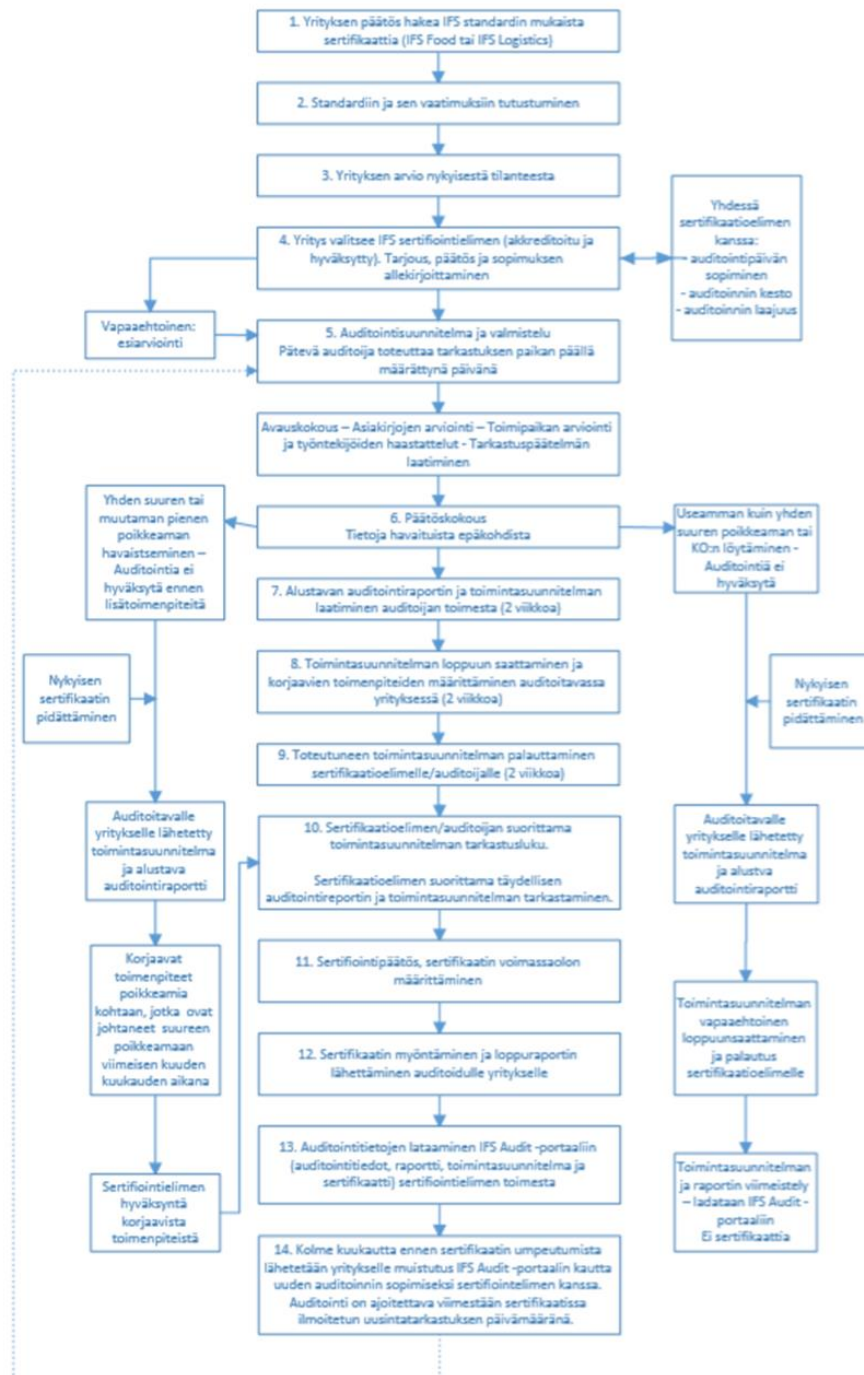 1. Yrityksen päätös hakea IFS standardin mukaista
sertifikaattia (IFS Food tai IFS Logistics)
2. Standardiin ja sen vaatimuksiin tutustuminen
3. Yrityksen arvio nykyisestä tilanteesta
Yhdessä
sertifikaatioelimen
kanssa:
- auditointipäivän
sopiminen
- auditoinnin kesto
- auditoinnin laajuus
4. Yritys valitsee IFS sertifiointielimen (akkreditoitu ja
hyväksytty). Tarjous, päätös ja sopimuksen
allekirjoittaminen
Vapaaehtoinen:
esiarviointi
5. Auditointisuunnitelma ja valmistelu
Pätevä auditoija toteuttaa tarkastuksen paikan päällä
määrättynä päivänä
Avauskokous – Asiakirjojen arviointi – Toimipaikan arviointi
ja työntekijöiden haastattelut - Tarkastuspäätelmän
laatiminen
Yhden suuren tai
muutaman pienen
poikkeaman
havaistseminen –
Auditointia ei
hyväksytä ennen
lisätoimenpiteitä
6. Päätöskokous
Tietoja havaituista epäkohdista
Useamman kuin yhden
suuren poikkeaman tai
KO:n löytäminen -
Auditointiä ei
hyväksytä
7. Alustavan auditointiraportin ja toimintasuunnitelman
laatiminen auditoijan toimesta (2 viikkoa)
Nykyisen
sertifikaatin
pidättäminen
8. Toimintasuunnitelman loppuun saattaminen ja
korjaavien toimenpiteiden määrittäminen auditoitavassa
yrityksessä (2 viikkoa)
Nykyisen
sertifikaatin
pidättäminen
9. Toteutuneen toimintasuunnitelman palauttaminen
sertifikaatioelimelle/auditoijalle (2 viikkoa)
Auditoitavalle
yritykselle lähetetty
toimintasuunnitelma
ja alustava
auditointiraportti
10. Sertifikaatioelimen/auditoijan suorittama
toimintasuunnitelman tarkastusluku.
Sertifikaatioelimen suorittama täydellisen
auditointireportin ja toimintasuunnitelman tarkastaminen.
Auditoitavalle
yritykselle lähetetty
toimintasuunnitelma
ja alustva
auditointiraportti
Korjaavat
toimenpiteet
poikkeamia
kohtaan, jotka ovat
johtaneet suureen
poikkeamaan
viimeisen kuuden
kuukauden aikana
11. Sertifiointipäätös, sertifikaatin voimassaolon
määrittäminen
Toimintasuunnitelman
vapaaehtoinen
loppuunsaattaminen
ja palautus
sertifikaatioelimelle
12. Sertifikaatin myöntäminen ja loppuraportin
lähettäminen auditoidulle yritykselle
Sertifiointielimen
hyväksyntä
korjaavista
toimenpiteistä
13. Auditointitietojen lataaminen IFS Audit -portaaliin
(auditointitiedot, raportti, toimintasuunnitelma ja
sertifikaatti) sertifiointielimen toimesta
Toimintasuunnitelman
ja raportin viimeistely
– ladataan IFS Audit -
portaaliin
Ei sertifikaattia
14. Kolme kuukautta ennen sertifikaatin umpeutumista
lähetetään yritykselle muistutus IFS Audit -portaalin kautta
uuden auditoinnin sopimiseksi sertifiointelimen kanssa.
Auditointi on ajoitettava viimestään sertifikaatissa
ilmoitetun uusintatarkastuksen päivämääränä.